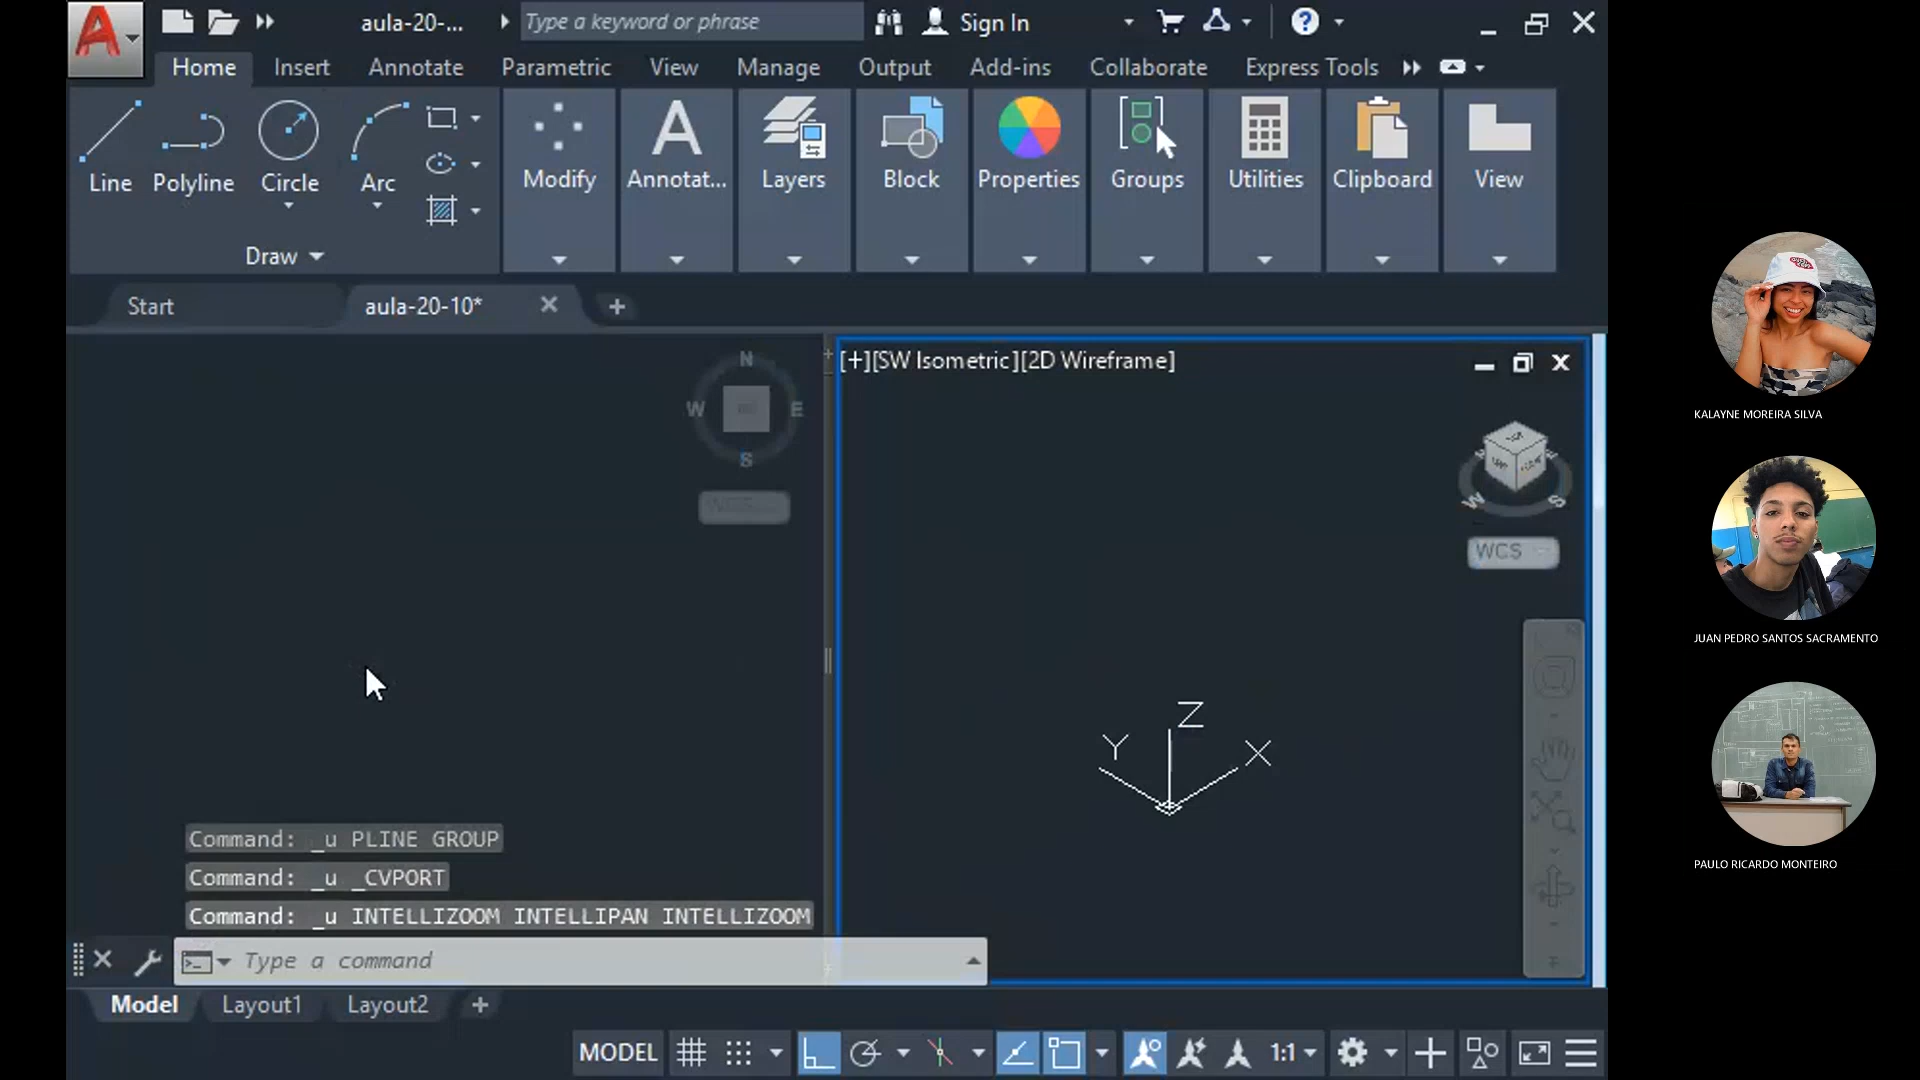 aula-20-...
Type a keyword or phrase
Sign In
Home Insert Annotate Parametric View Manage Output Add-ins Collaborate Express Tools
Line Polyline Circle Arc
Draw
Modify
Annotat...
Layers
Block
Properties
Groups
Utilities
Clipboard
View
Start
aula-20-10*
N
W E
S
WCS
[+][SW Isometric][2D Wireframe]
W S
WCS
Z
Y X
Command: _u PLINE GROUP
Command: _u _CVPORT
Command: _u INTELLIZOOM INTELLIPAN INTELLIZOOM
Type a command
Model Layout1 Layout2
MODEL
1:1
KALAYNE MOREIRA SILVA
JUAN PEDRO SANTOS SACRAMENTO
PAULO RICARDO MONTEIRO